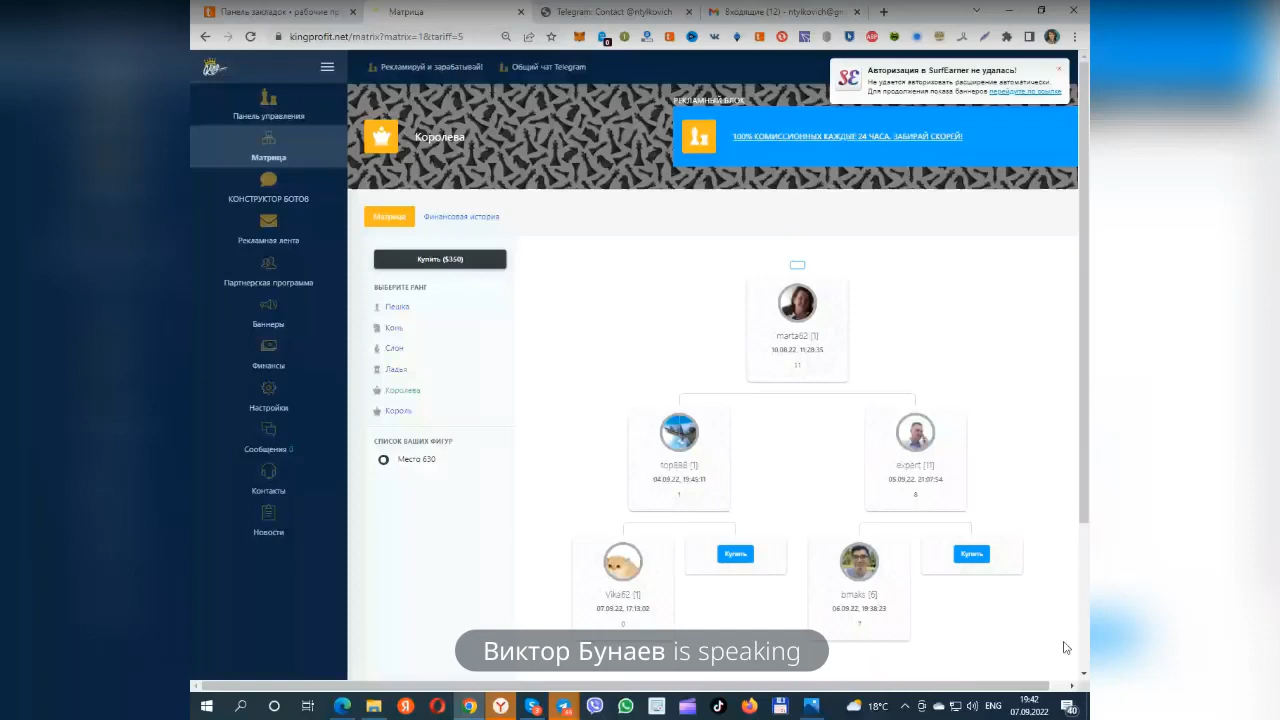 Панель закладок - рабочие пр
Матрица
Telegram: Contact @ntylkovich
Входящие (12) - ntylkovich@gm
kingprofit.net/matrix?matrix=1&tariff=5
Рекламируй и зарабатывай!
Общий чат Telegram
Авторизация в SurfEarner не удалась!
Не удается авторизовать расширение автоматически.
Для продолжения показа баннеров перейдите по ссылке
РЕКЛАМНЫЙ БЛОК
Королева
100% КОМИССИОННЫХ КАЖДЫЕ 24 ЧАСА. ЗАБИРАЙ СКОРЕЙ!
Панель управления
Матрица
КОНСТРУКТОР БОТОВ
Рекламная лента
Партнерская программа
Баннеры
Финансы
Настройки
Сообщения 0
Контакты
Новости
Матрица
Финансовая история
Купить ($350)
ВЫБЕРИТЕ РАНГ
Пешка
Конь
Слон
Ладья
Королева
Король
СПИСОК ВАШИХ ФИГУР
Место 630
marta62 [1]
10.08.22, 11:28:35
11
top888 [1]
04.09.22, 19:45:11
1
expert [11]
05.09.22, 21:07:54
8
Vika62 [1]
07.09.22, 17:13:02
0
Купить
bmaks [6]
06.09.22, 19:38:23
7
Купить
Виктор Бунаев is speaking
18°C
ENG
19:42
07.09.2022
40